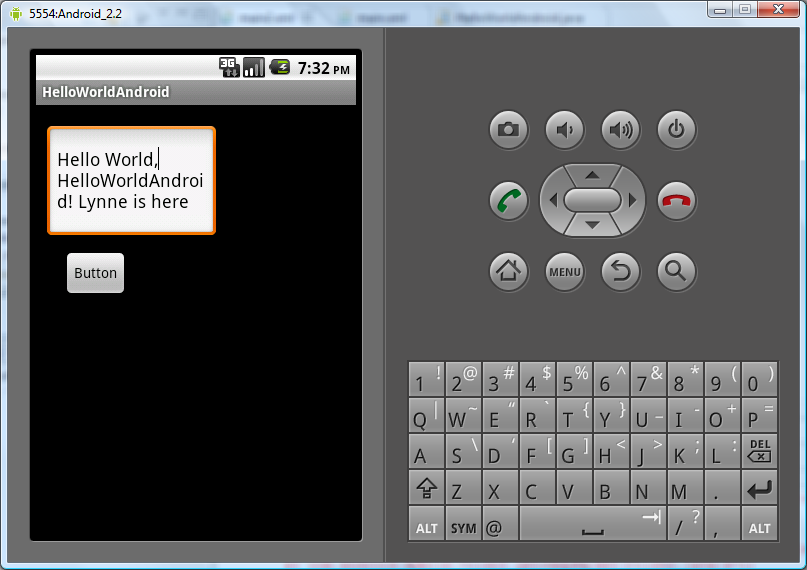 5554:Android_2.2
3G 7:32 PM
HelloWorldAndroid
Hello World,
HelloWorldAndroi
d! Lynne is here
Button
MENU
1 ! 2 @ 3 # 4 $ 5 % 6 ^ 7 & 8 * 9 ( 0 )
Q | W ~ E “ R ` T { Y } U _ I - O + P =
A S \ D ‘ F [ G ] H < J > K ; L : DEL
Z X C V B N M .
ALT SYM @ / ? , ALT